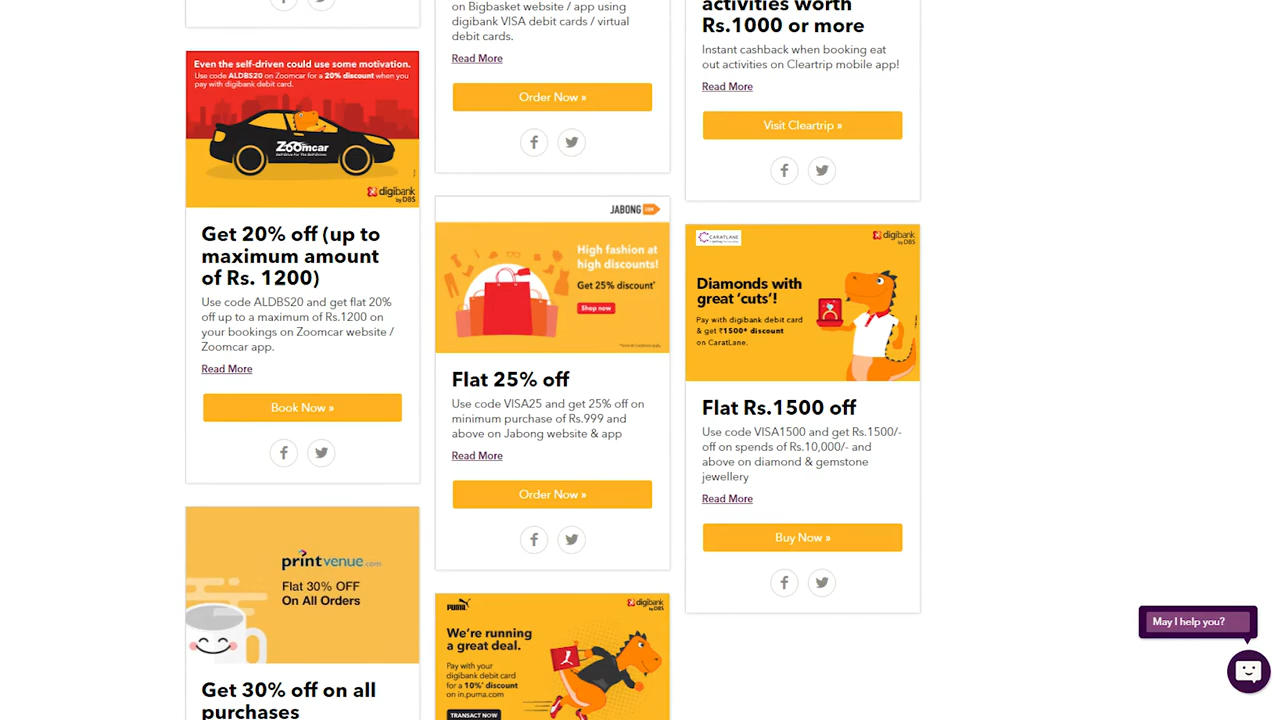 Even the self-driven could use some motivation.
Use code ALDBS20 on Zoomcar for a 20% discount when you
pay with digibank debit card.
ZOOmcar
Self-Drive For The Self-Driven
digibank
by DBS
Get 20% off (up to
maximum amount
of Rs. 1200)
Use code ALDBS20 and get flat 20%
off up to a maximum of Rs.1200 on
your bookings on Zoomcar website /
Zoomcar app.
Read More
Book Now »
printvenue.com
Flat 30% OFF
On All Orders
Get 30% off on all
purchases
on Bigbasket website / app using
digibank VISA debit cards / virtual
debit cards.
Read More
Order Now »
JABONG
High fashion at
high discounts!
Get 25% discount*
Shop now
Flat 25% off
Use code VISA25 and get 25% off on
minimum purchase of Rs.999 and
above on Jabong website & app
Read More
Order Now »
PUMA
digibank
by DBS
We're running
a great deal.
Pay with your
digibank debit card
for a 10%* discount
on in.puma.com
TRANSACT NOW
activities worth
Rs.1000 or more
Instant cashback when booking eat
out activities on Cleartrip mobile app!
Read More
Visit Cleartrip »
CARATLANE
digibank
by DBS
Diamonds with
great 'cuts'!
Pay with digibank debit card
& get ₹1500* discount
on CaratLane.
Flat Rs.1500 off
Use code VISA1500 and get Rs.1500/-
off on spends of Rs.10,000/- and
above on diamond & gemstone
jewellery
Read More
Buy Now »
May I help you?